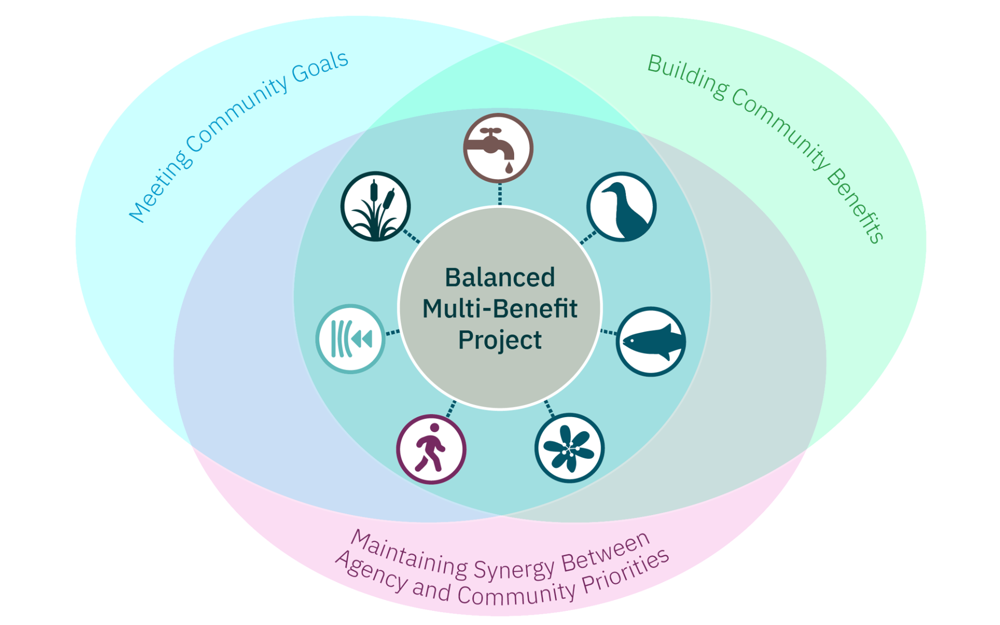 Meeting Community Goals
Building Community Benefits
Balanced
Multi-Benefit
Project
Maintaining Synergy Between
Agency and Community Priorities